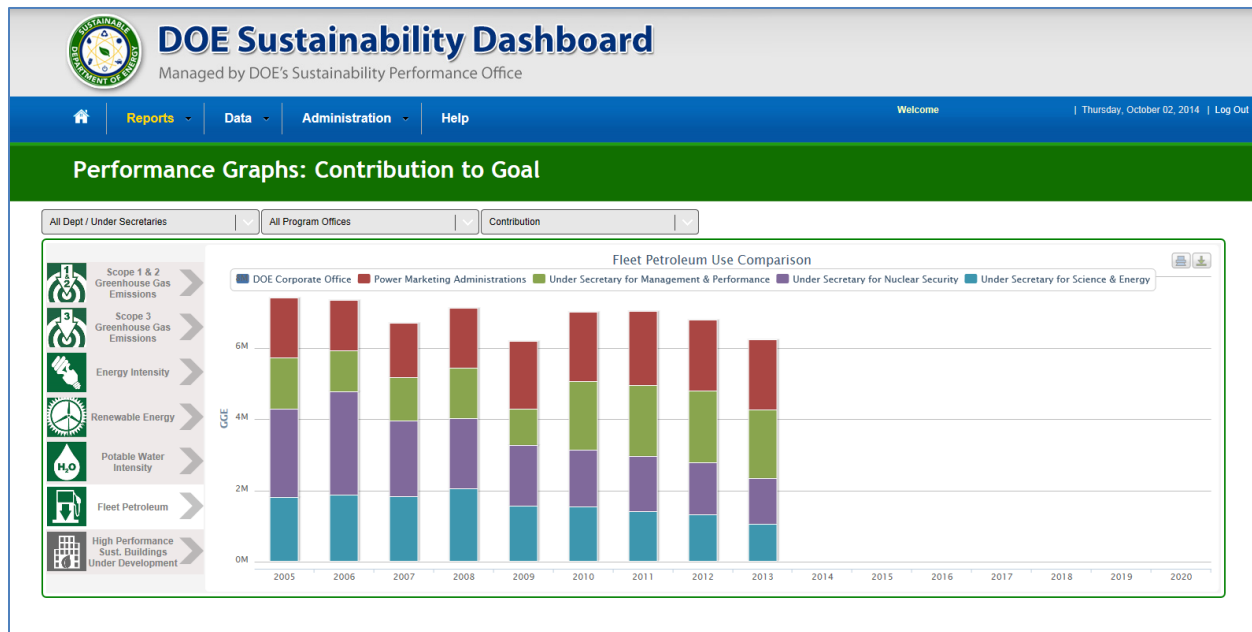 SUSTAINABLE
DEPARTMENT OF ENERGY
DOE Sustainability Dashboard
Managed by DOE's Sustainability Performance Office
Reports
Data
Administration
Help
Welcome
| Thursday, October 02, 2014 | Log Out
Performance Graphs: Contribution to Goal
All Dept / Under Secretaries
All Program Offices
Contribution
1
2
Scope 1 & 2
Greenhouse Gas
Emissions
3
Scope 3
Greenhouse Gas
Emissions
Energy Intensity
Renewable Energy
H₂O
Potable Water
Intensity
Fleet Petroleum
High Performance
Sust. Buildings
Under Development
Fleet Petroleum Use Comparison
DOE Corporate Office Power Marketing Administrations Under Secretary for Management & Performance Under Secretary for Nuclear Security Under Secretary for Science & Energy
GGE
6M
4M
2M
0M
2005 2006 2007 2008 2009 2010 2011 2012 2013 2014 2015 2016 2017 2018 2019 2020